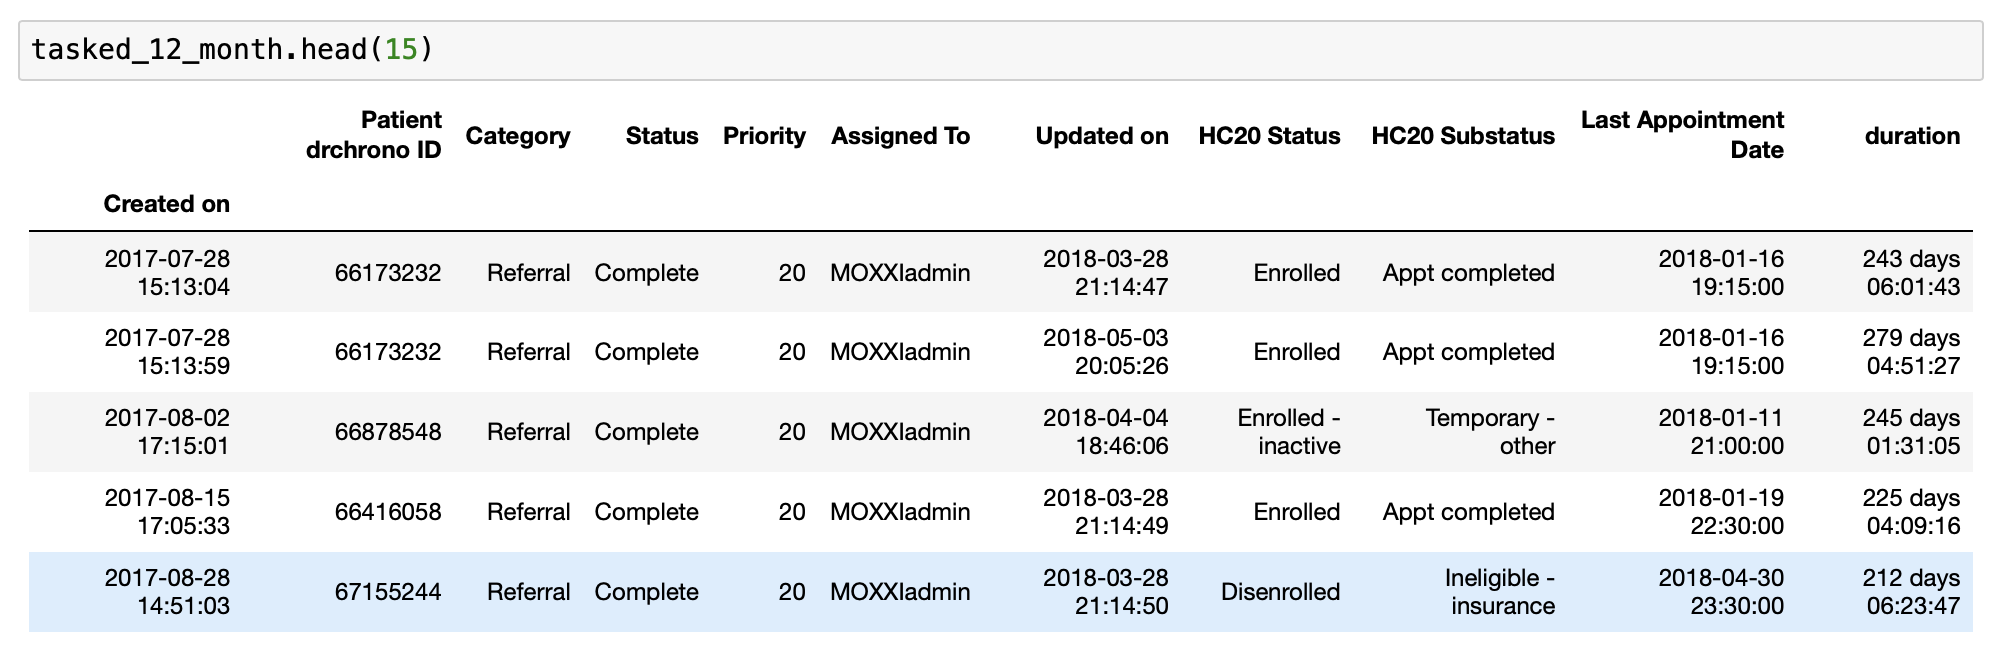 tasked_12_month.head(15)
Patient drchrono ID Category Status Priority Assigned To Updated on HC20 Status HC20 Substatus Last Appointment Date duration
Created on
2017-07-28 15:13:04 66173232 Referral Complete 20 MOXXIadmin 2018-03-28 21:14:47 Enrolled Appt completed 2018-01-16 19:15:00 243 days 06:01:43
2017-07-28 15:13:59 66173232 Referral Complete 20 MOXXIadmin 2018-05-03 20:05:26 Enrolled Appt completed 2018-01-16 19:15:00 279 days 04:51:27
2017-08-02 17:15:01 66878548 Referral Complete 20 MOXXIadmin 2018-04-04 18:46:06 Enrolled - inactive Temporary - other 2018-01-11 21:00:00 245 days 01:31:05
2017-08-15 17:05:33 66416058 Referral Complete 20 MOXXIadmin 2018-03-28 21:14:49 Enrolled Appt completed 2018-01-19 22:30:00 225 days 04:09:16
2017-08-28 14:51:03 67155244 Referral Complete 20 MOXXIadmin 2018-03-28 21:14:50 Disenrolled Ineligible - insurance 2018-04-30 23:30:00 212 days 06:23:47